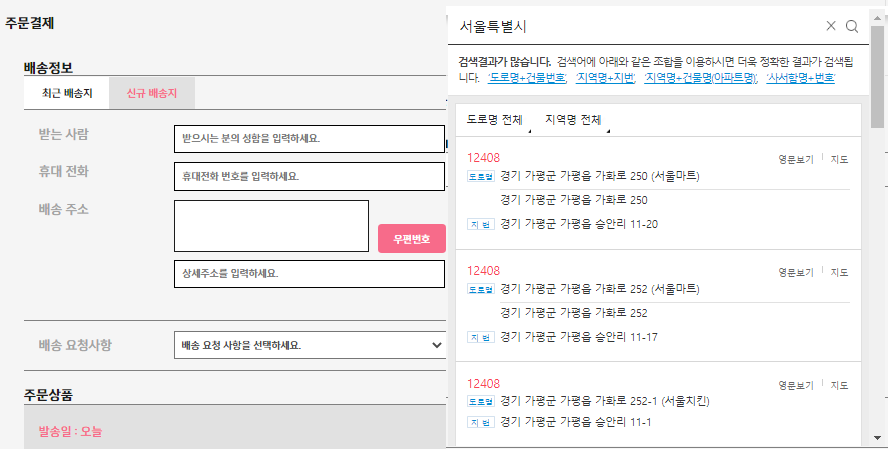 주문결제
배송정보
최근 배송지 신규 배송지
받는 사람 받으시는 분의 성함을 입력하세요.
휴대 전화 휴대전화 번호를 입력하세요.
배송 주소
우편번호
상세주소를 입력하세요.
배송 요청사항 배송 요청 사항을 선택하세요.
주문상품
발송일 : 오늘
서울특별시
검색결과가 많습니다. 검색어에 아래와 같은 조합을 이용하시면 더욱 정확한 결과가 검색됩
니다. '도로명+건물번호', '지역명+지번', '지역명+건물명(아파트명)', '사서함명+번호'
도로명 전체 지역명 전체
12408 영문보기 지도
도로명 경기 가평군 가평읍 가화로 250 (서울마트)
경기 가평군 가평읍 가화로 250
지번 경기 가평군 가평읍 승안리 11-20
12408 영문보기 지도
도로명 경기 가평군 가평읍 가화로 252 (서울마트)
경기 가평군 가평읍 가화로 252
지번 경기 가평군 가평읍 승안리 11-17
12408 영문보기 지도
도로명 경기 가평군 가평읍 가화로 252-1 (서울치킨)
지번 경기 가평군 가평읍 승안리 11-1